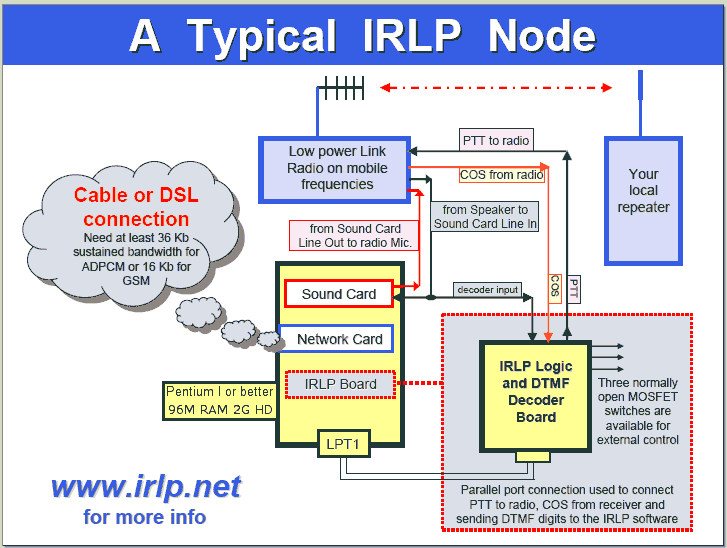 A Typical IRLP Node
Low power Link
Radio on mobile
frequencies
PTT to radio
COS from radio
Your
local
repeater
Cable or DSL
connection
Need at least 36 Kb
sustained bandwidth for
ADPCM or 16 Kb for
GSM
from Sound Card
Line Out to radio Mic.
from Speaker to
Sound Card Line In
Sound Card
decoder input
COS
PTT
Network Card
IRLP Board
Pentium I or better
96M RAM 2G HD
LPT1
IRLP Logic
and DTMF
Decoder
Board
Three normally
open MOSFET
switches are
available for
external control
Parallel port connection used to connect
PTT to radio, COS from receiver and
sending DTMF digits to the IRLP software
www.irlp.net
for more info